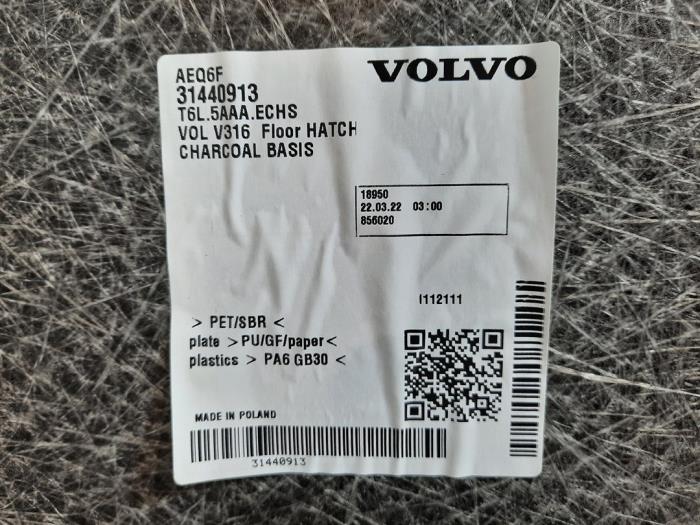 AEQ6F
VOLVO
31440913
T6L.5AAA.ECHS
VOL V316 Floor HATCH
CHARCOAL BASIS
18950
22.03.22 03:00
856020
I112111
> PET/SBR <
plate >PU/GF/paper<
plastics > PA6 GB30 <
MADE IN POLAND
31440913